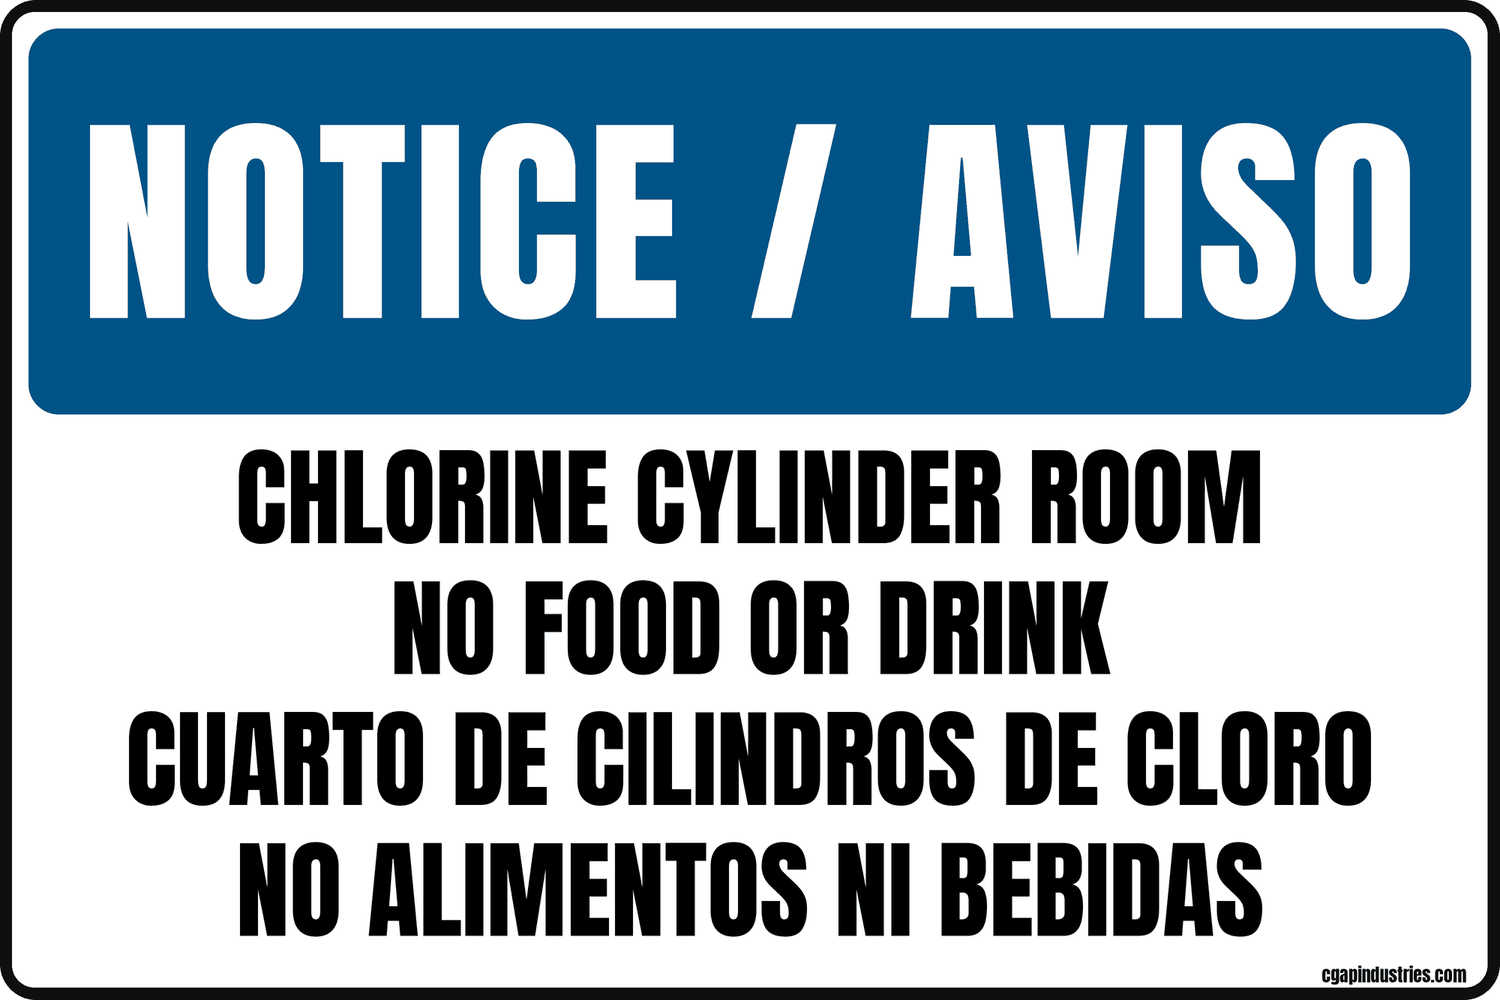 NOTICE / AVISO
CHLORINE CYLINDER ROOM
NO FOOD OR DRINK
CUARTO DE CILINDROS DE CLORO
NO ALIMENTOS NI BEBIDAS
cgapindustries.com